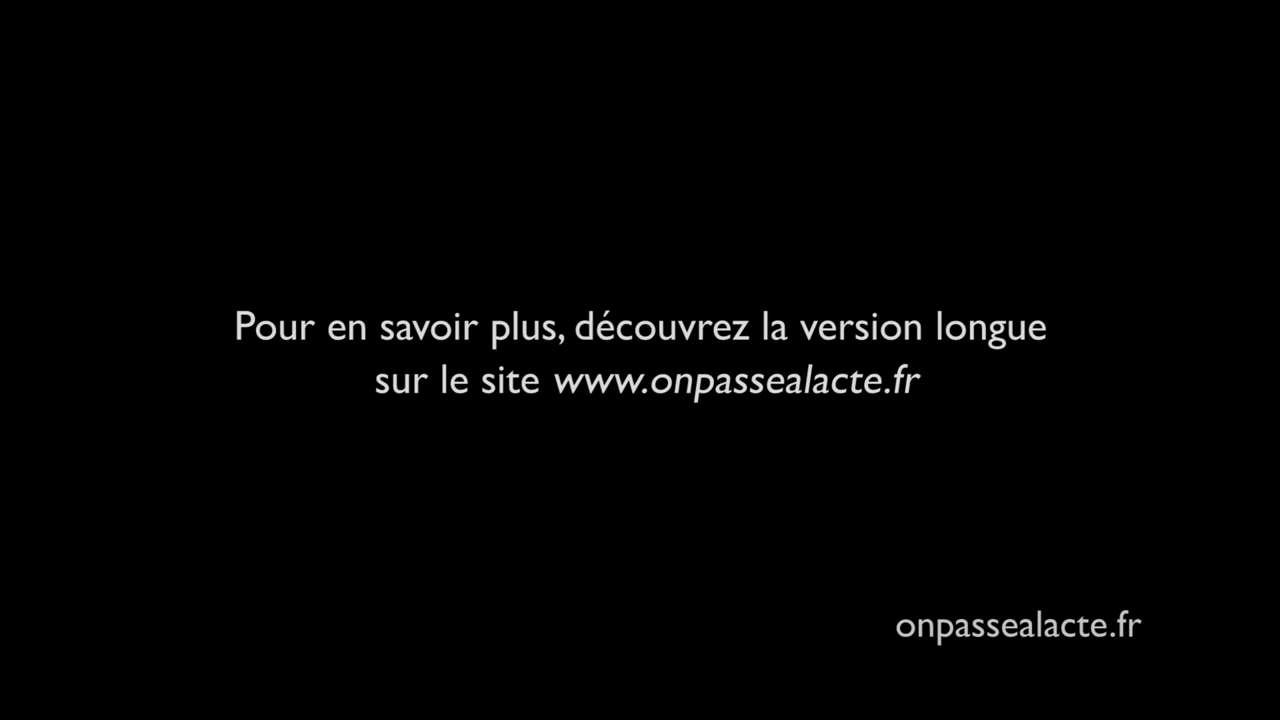 Pour en savoir plus, découvrez la version longue
sur le site www.onpassealacte.fr
onpassealacte.fr